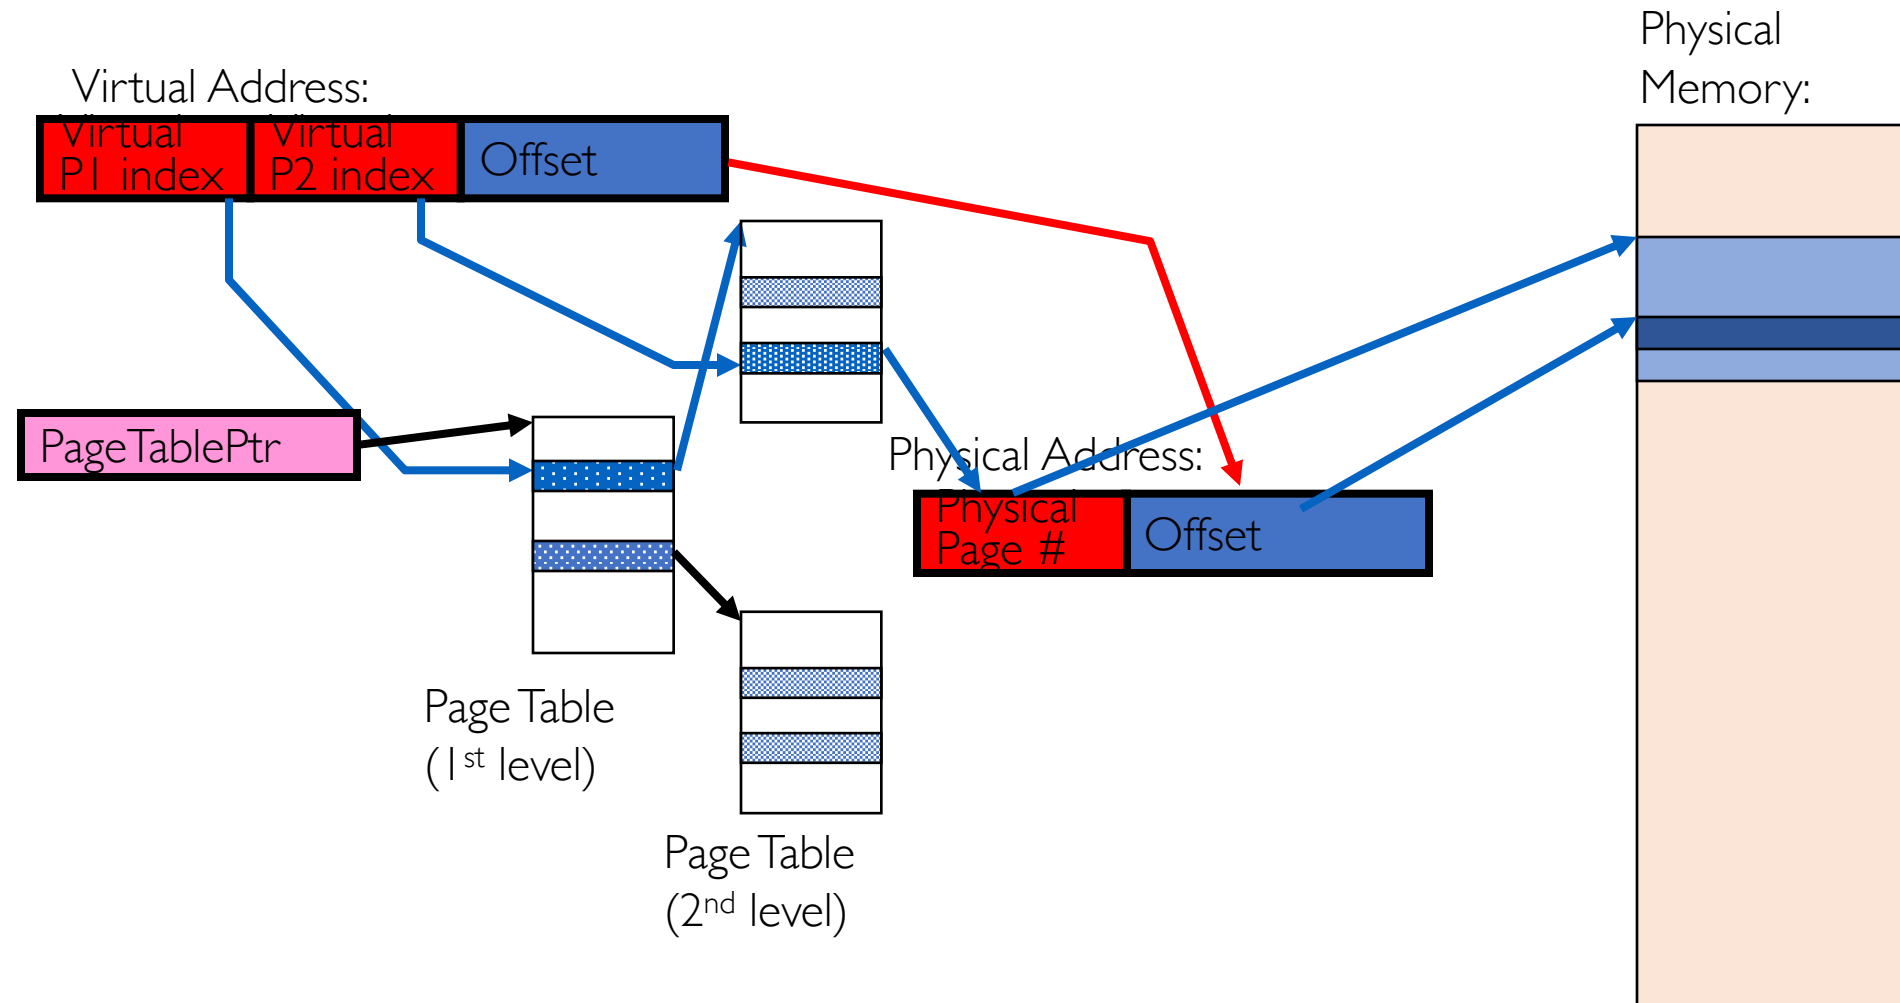 Physical
Memory:
Virtual Address:
Virtual
P1 index
Virtual
P2 index
Offset
PageTablePtr
Physical Address:
Physical
Page #
Offset
Page Table
(1st level)
Page Table
(2nd level)